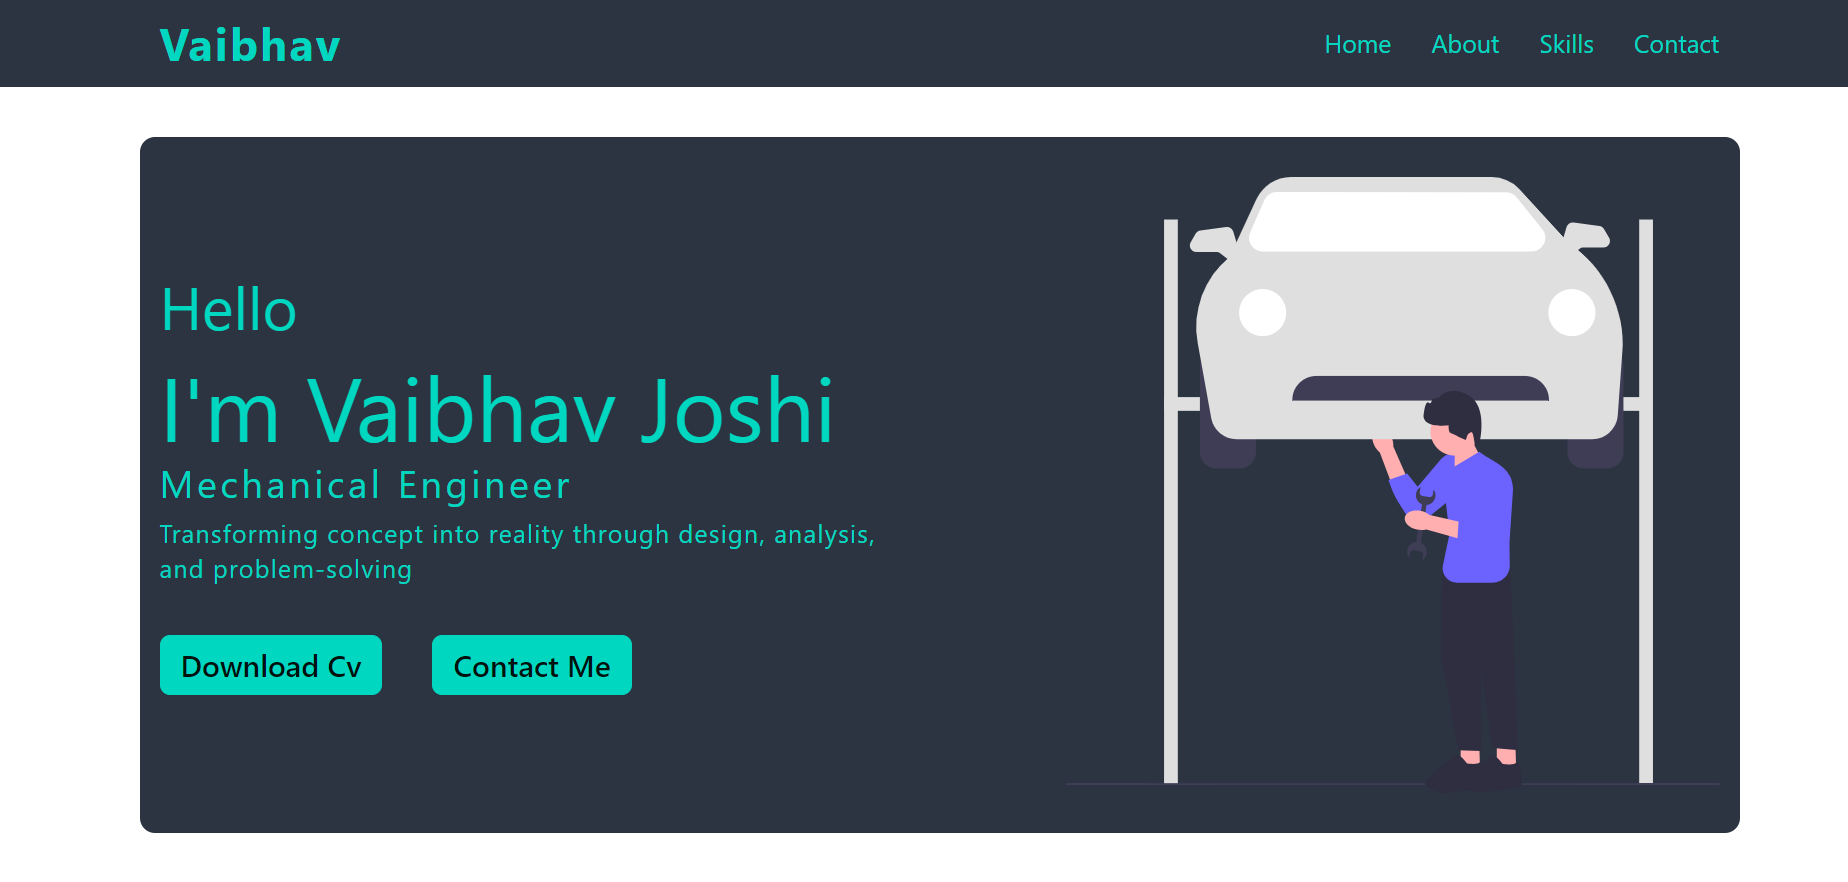 Vaibhav
Home About Skills Contact
Hello
I'm Vaibhav Joshi
Mechanical Engineer
Transforming concept into reality through design, analysis,
and problem-solving
Download Cv Contact Me